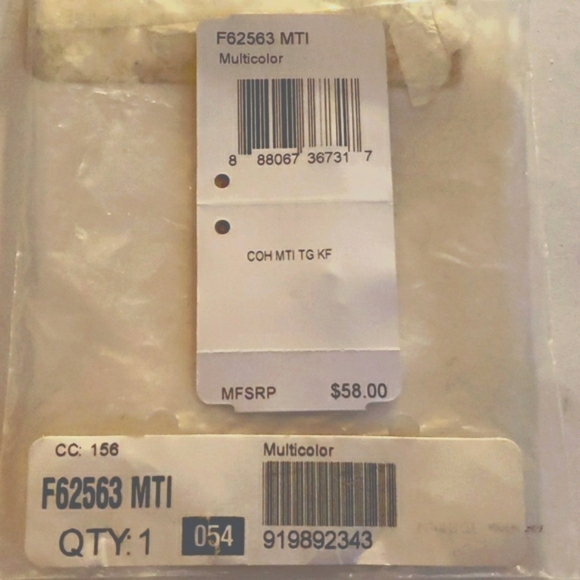 F62563 MTI
Multicolor
8 88067 36731 7
COH MTI TG KF
MFSRP $58.00
CC: 156 Multicolor
F62563 MTI
QTY: 1 054 919892343